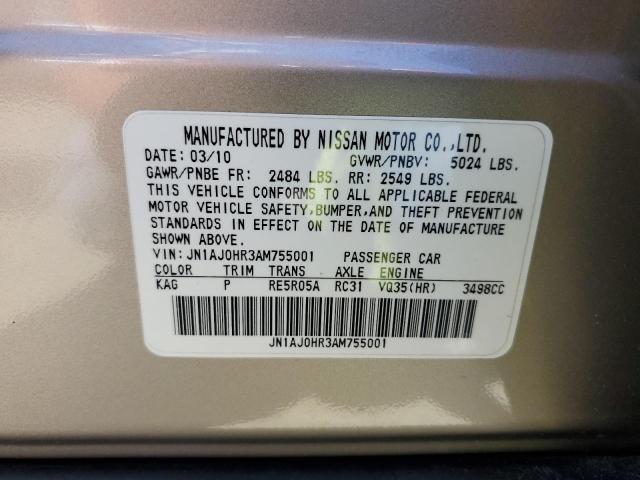 MANUFACTURED BY NISSAN MOTOR CO.,LTD.
DATE: 03/10 GVWR/PNBV: 5024 LBS.
GAWR/PNBE FR: 2484 LBS. RR: 2549 LBS.
THIS VEHICLE CONFORMS TO ALL APPLICABLE FEDERAL
MOTOR VEHICLE SAFETY,BUMPER,AND THEFT PREVENTION
STANDARDS IN EFFECT ON THE DATE OF MANUFACTURE
SHOWN ABOVE.
VIN: JN1AJ0HR3AM755001 PASSENGER CAR
COLOR TRIM TRANS AXLE ENGINE
KAG P RE5R05A RC31 VQ35(HR) 3498CC
JN1AJ0HR3AM755001